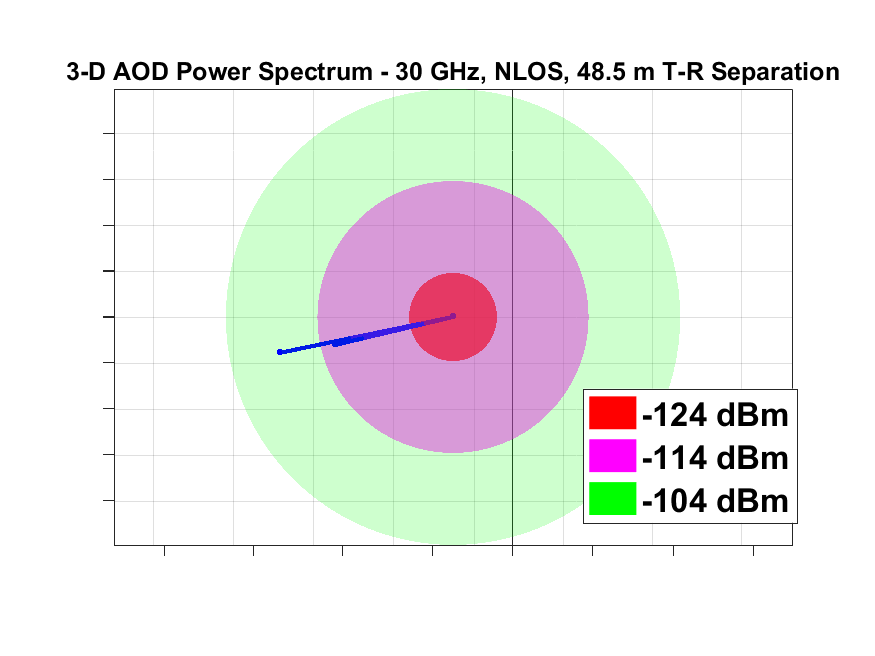 3-D AOD Power Spectrum - 30 GHz, NLOS, 48.5 m T-R Separation
-124 dBm
-114 dBm
-104 dBm